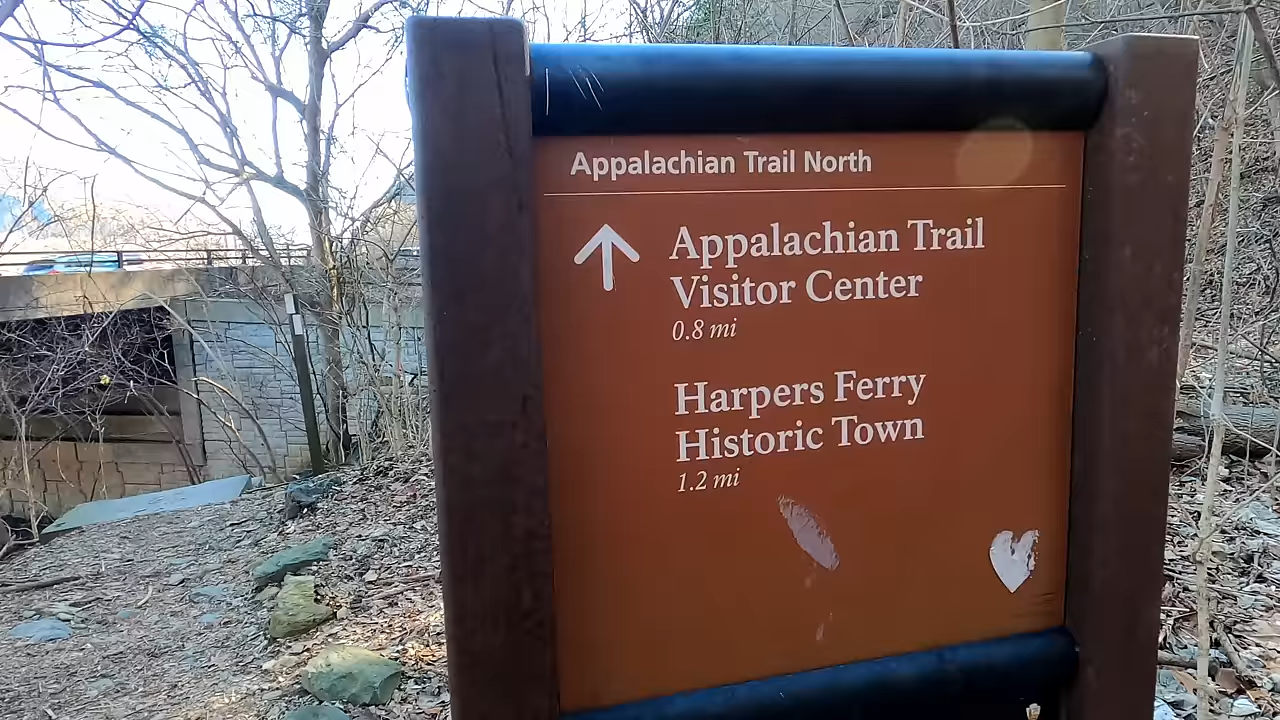 Appalachian Trail North
Appalachian Trail
Visitor Center
0.8 mi
Harpers Ferry
Historic Town
1.2 mi